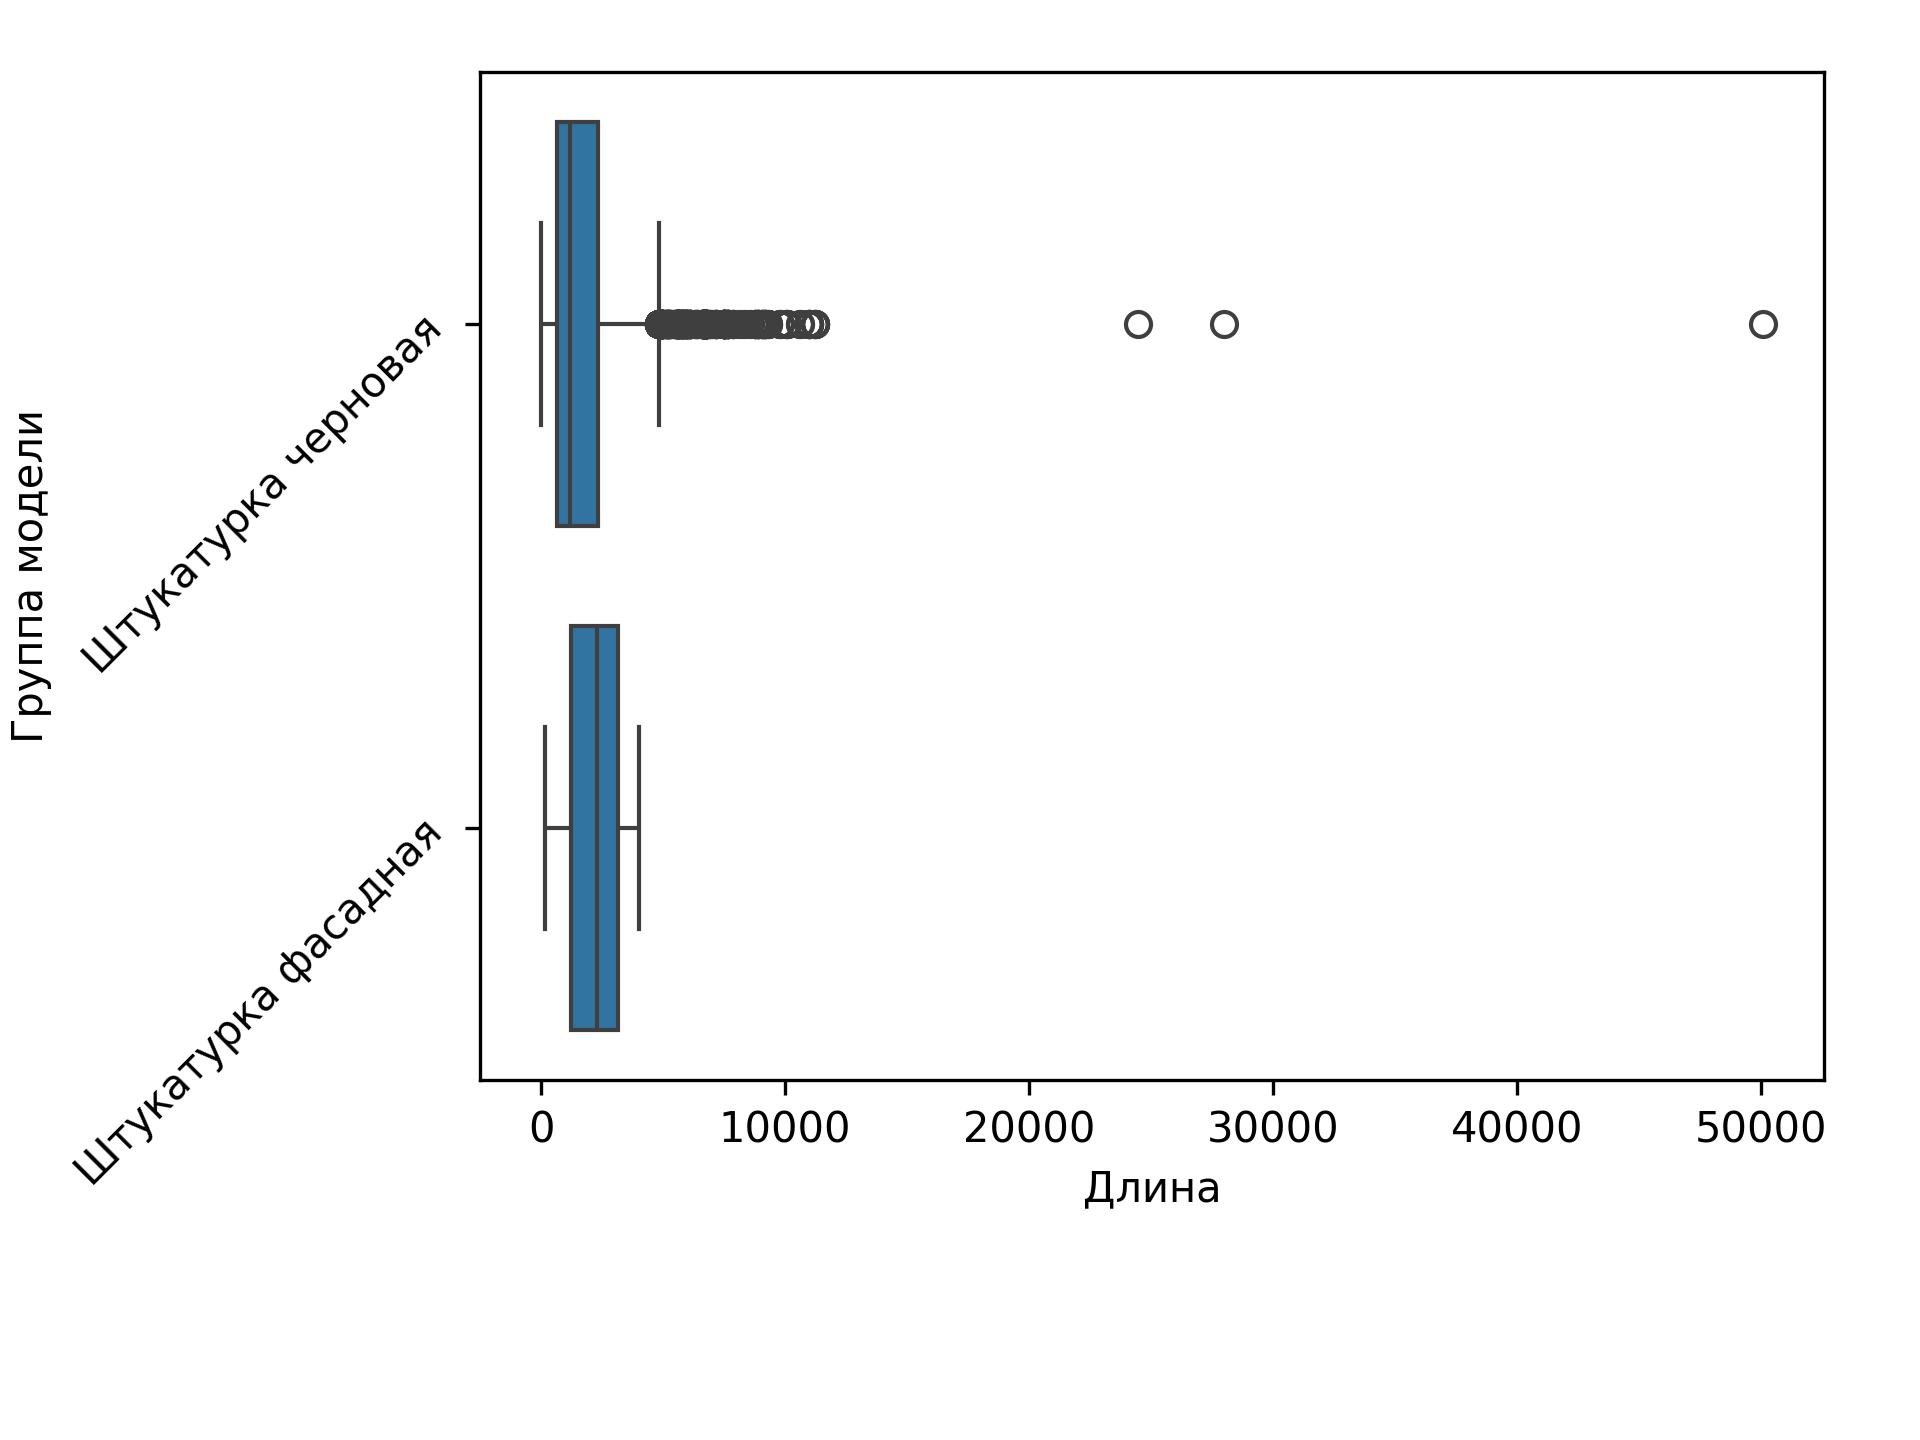 Группа модели
Штукатурка черновая
Штукатурка фасадная
0 10000 20000 30000 40000 50000
Длина